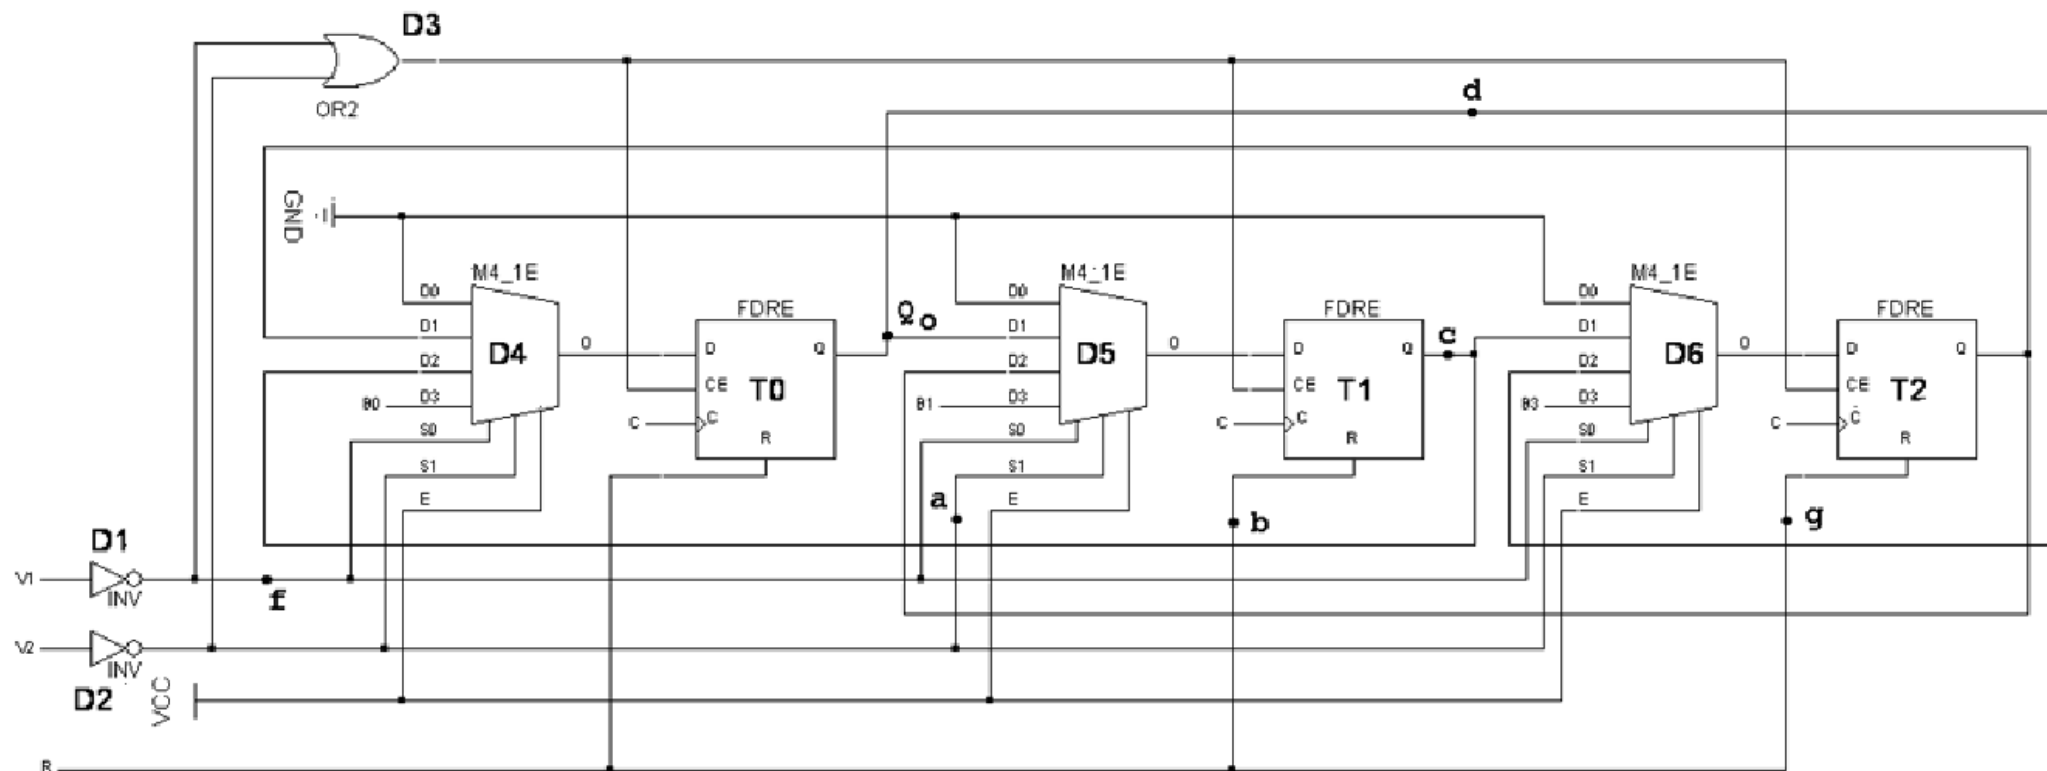 D3
OR2
d
GND
M4_1E
M4_1E
M4_1E
D0
D0
D0
FDRE
FDRE
FDRE
D1
Qo
D1
c
D1
D4
O
D
Q
D5
O
D
Q
D6
O
D
Q
D2
D2
D2
CE
T0
CE
T1
CE
T2
B0
D3
B1
D3
B3
D3
C
C
C
C
C
C
S0
R
S0
R
S0
R
S1
S1
S1
E
a
E
b
E
g
D1
V1
INV
f
V2
INV
D2
VCC
R